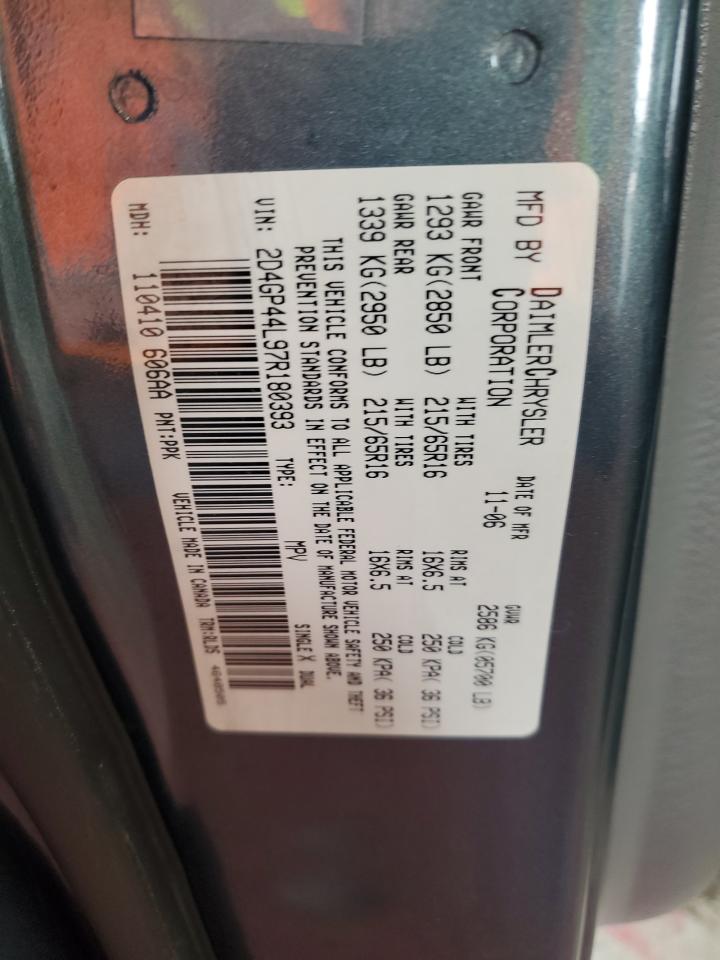 MFD BY DAIMLERCHRYSLER CORPORATION
DATE OF MFR 11-06
GVWR 2586 KG(05700 LB)
GAWR FRONT WITH TIRES RIMS AT COLD
1293 KG(2850 LB) 215/65R16 16X6.5 250 KPA( 36 PSI)
GAWR REAR WITH TIRES RIMS AT COLD
1339 KG(2950 LB) 215/65R16 16X6.5 250 KPA( 36 PSI)
THIS VEHICLE CONFORMS TO ALL APPLICABLE FEDERAL MOTOR VEHICLE SAFETY AND THEFT
PREVENTION STANDARDS IN EFFECT ON THE DATE OF MANUFACTURE SHOWN ABOVE.
VIN: 2D4GP44L97R180393 TYPE: MPV SINGLE X DUAL
MDH: 110410 606AA PNT:PPK VEHICLE MADE IN CANADA TRM:RLDS